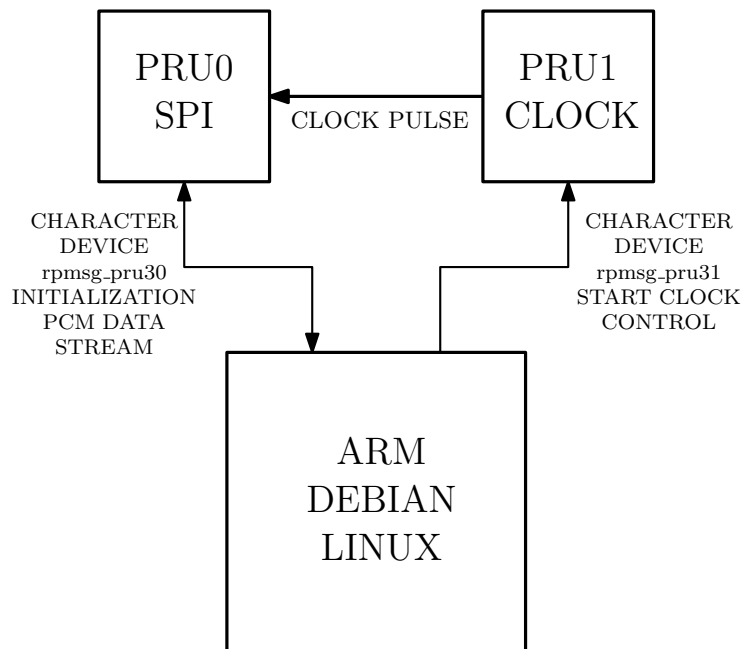 PRU0
SPI
PRU1
CLOCK
CLOCK PULSE
CHARACTER
DEVICE
rpmsg_pru30
INITIALIZATION
PCM DATA
STREAM
CHARACTER
DEVICE
rpmsg_pru31
START CLOCK
CONTROL
ARM
DEBIAN
LINUX